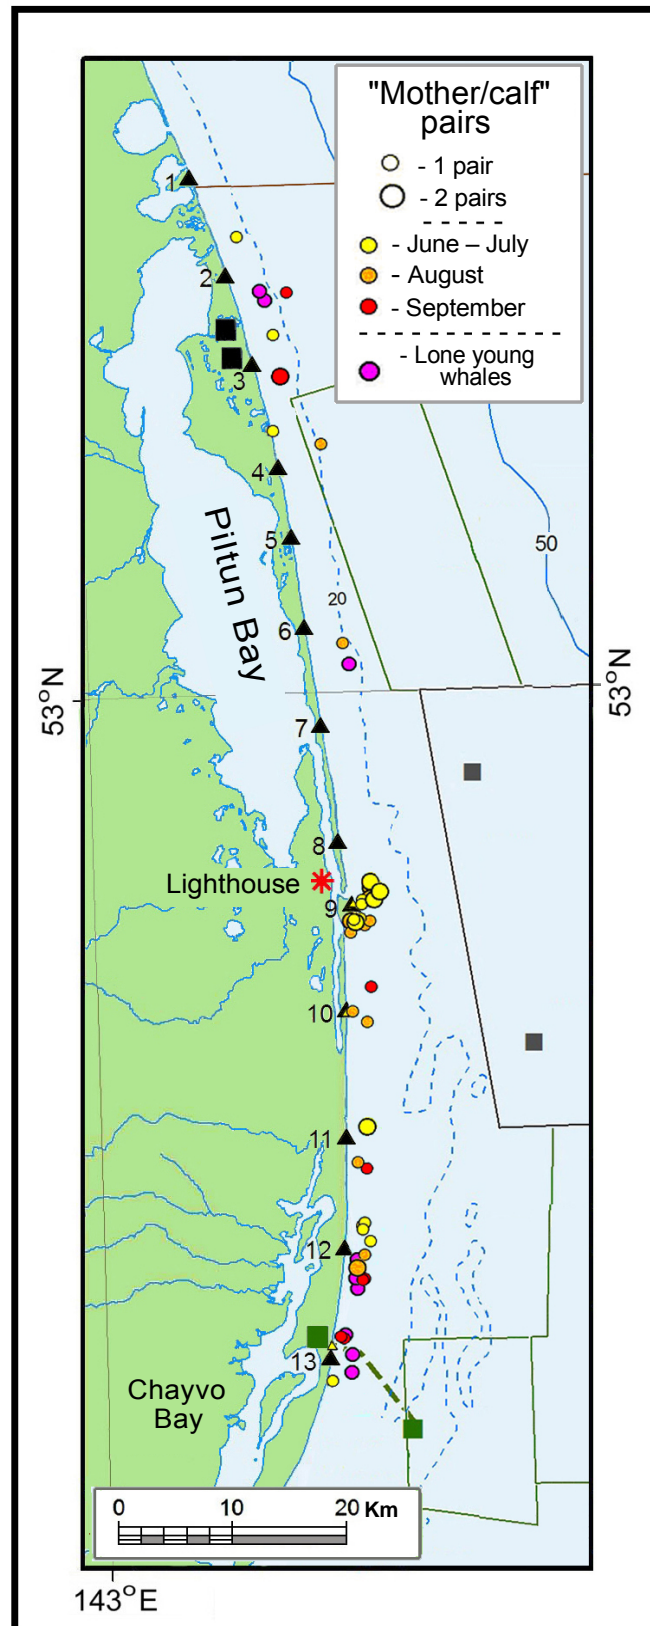 "Mother/calf"
pairs
- 1 pair
- 2 pairs
- June – July
- August
- September
- Lone young
whales
1
2
3
4
Piltun Bay
5
50
20
6
53°N
53°N
7
8
Lighthouse
9
10
11
12
13
Chayvo
Bay
0 10 20 Km
143°E